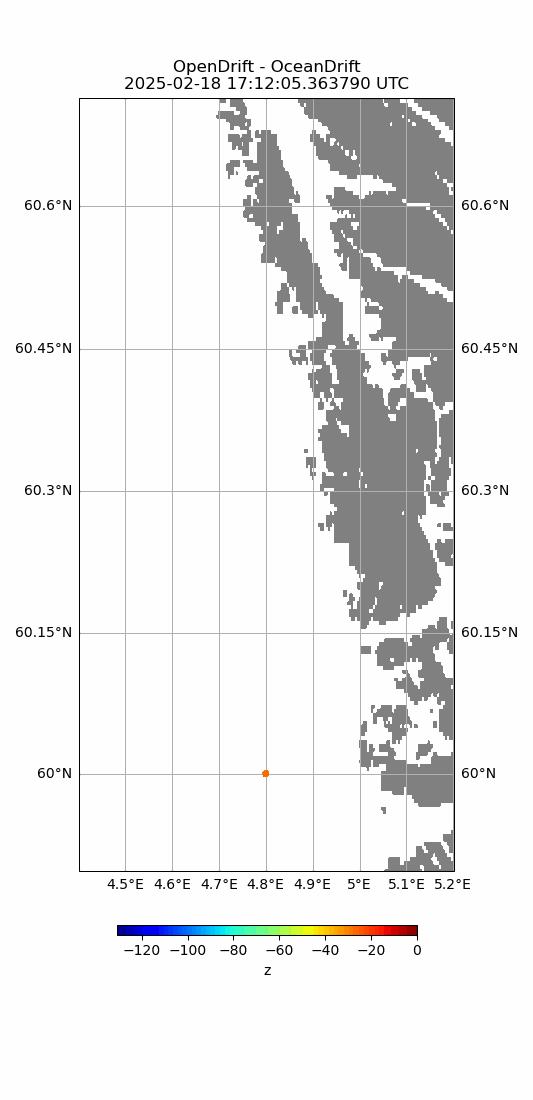 OpenDrift - OceanDrift
2025-02-18 17:12:05.363790 UTC
60.6°N 60.6°N
60.45°N 60.45°N
60.3°N 60.3°N
60.15°N 60.15°N
60°N 60°N
4.5°E 4.6°E 4.7°E 4.8°E 4.9°E 5°E 5.1°E 5.2°E
−120 −100 −80 −60 −40 −20 0
z